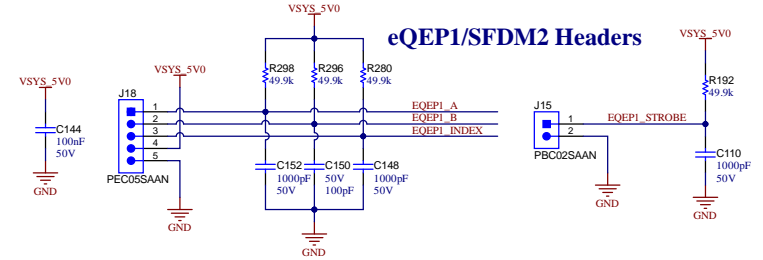 VSYS_5V0
eQEP1/SFDM2 Headers
VSYS_5V0
VSYS_5V0
R298
49.9k
R296
49.9k
R280
49.9k
R192
49.9k
J18
1
2
3
4
5
PEC05SAAN
C144
100nF
50V
GND
EQEP1_A
EQEP1_B
EQEP1_INDEX
J15
1
2
PBC02SAAN
EQEP1_STROBE
C152
1000pF
50V
C150
50V
100pF
C148
1000pF
50V
C110
1000pF
50V
GND
GND
GND
GND